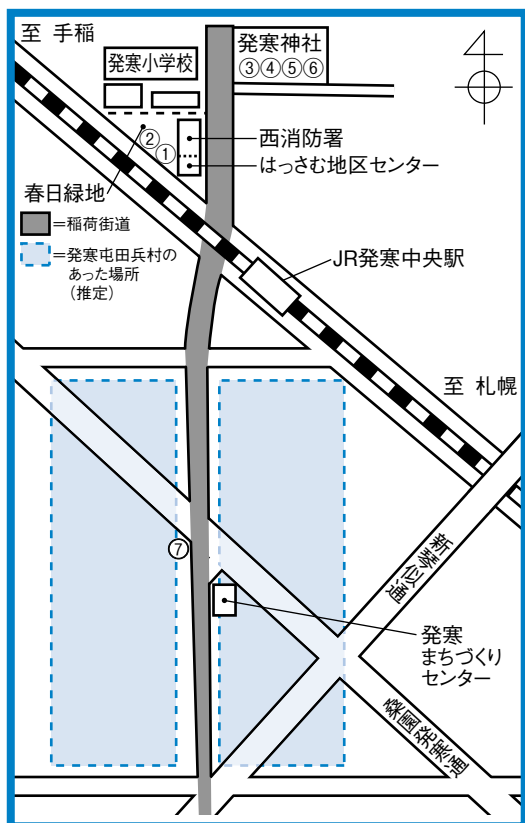 至 手稲
発寒小学校
発寒神社
③④⑤⑥
②
①
西消防署
はっさむ地区センター
春日緑地
=稲荷街道
=発寒屯田兵村の
あった場所
(推定)
JR発寒中央駅
至 札幌
⑦
新琴似通
発寒
まちづくり
センター
桑園発寒通